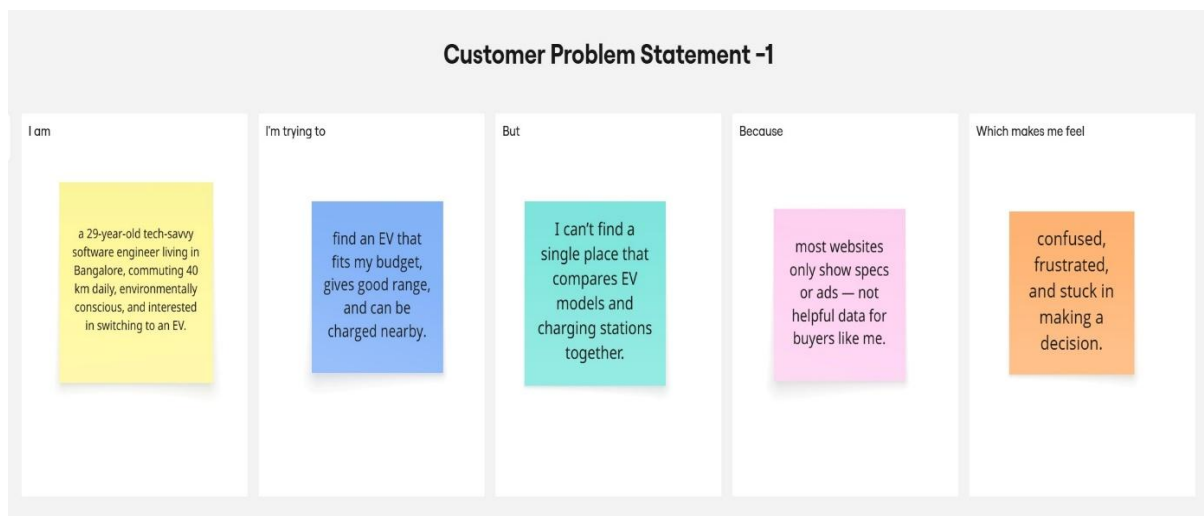 Customer Problem Statement -1
I am
a 29-year-old tech-savvy
software engineer living in
Bangalore, commuting 40
km daily, environmentally
conscious, and interested
in switching to an EV.
I'm trying to
find an EV that
fits my budget,
gives good range,
and can be
charged nearby.
But
I can’t find a
single place that
compares EV
models and
charging stations
together.
Because
most websites
only show specs
or ads — not
helpful data for
buyers like me.
Which makes me feel
confused,
frustrated,
and stuck in
making a
decision.